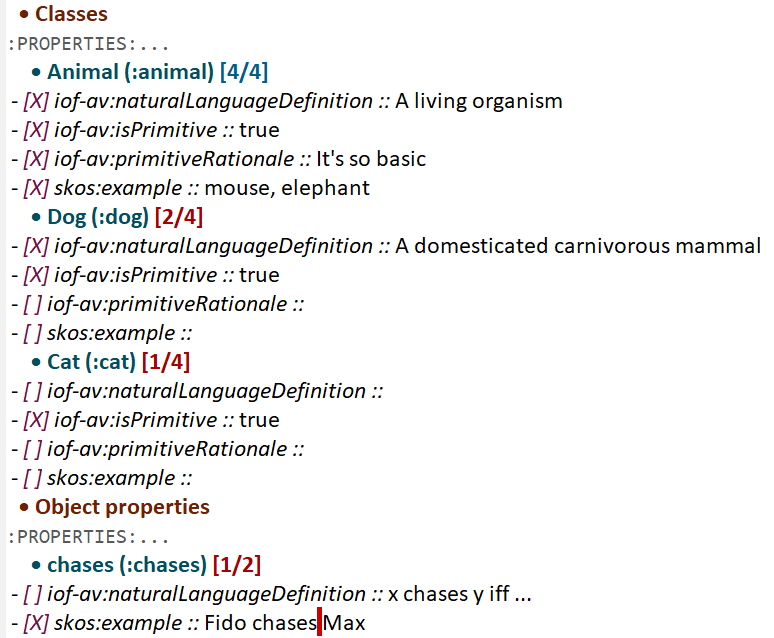 • Classes
:PROPERTIES:...
• Animal (:animal) [4/4]
- [X] iof-av:naturalLanguageDefinition :: A living organism
- [X] iof-av:isPrimitive :: true
- [X] iof-av:primitiveRationale :: It's so basic
- [X] skos:example :: mouse, elephant
• Dog (:dog) [2/4]
- [X] iof-av:naturalLanguageDefinition :: A domesticated carnivorous mammal
- [X] iof-av:isPrimitive :: true
- [ ] iof-av:primitiveRationale ::
- [ ] skos:example ::
• Cat (:cat) [1/4]
- [ ] iof-av:naturalLanguageDefinition ::
- [X] iof-av:isPrimitive :: true
- [ ] iof-av:primitiveRationale ::
- [ ] skos:example ::
• Object properties
:PROPERTIES:...
• chases (:chases) [1/2]
- [ ] iof-av:naturalLanguageDefinition :: x chases y iff ...
- [X] skos:example :: Fido chases Max